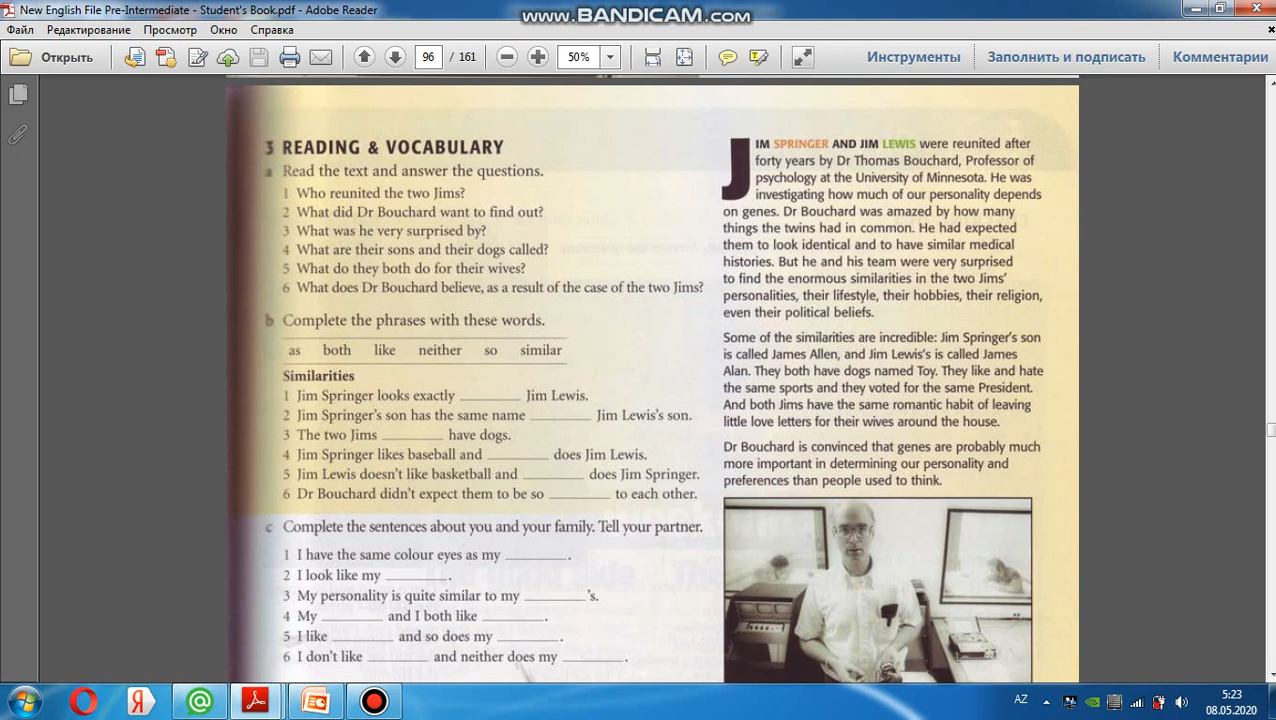 New English File Pre-Intermediate - Student's Book.pdf - Adobe Reader
www.BANDICAM.com
Файл Редактирование Просмотр Окно Справка
Открыть 96 / 161 50% Инструменты Заполнить и подписать Комментарии
3 READING & VOCABULARY
a Read the text and answer the questions.
1 Who reunited the two Jims?
2 What did Dr Bouchard want to find out?
3 What was he very surprised by?
4 What are their sons and their dogs called?
5 What do they both do for their wives?
6 What does Dr Bouchard believe, as a result of the case of the two Jims?
b Complete the phrases with these words.
as both like neither so similar
Similarities
1 Jim Springer looks exactly ________ Jim Lewis.
2 Jim Springer's son has the same name ________ Jim Lewis's son.
3 The two Jims ________ have dogs.
4 Jim Springer likes baseball and ________ does Jim Lewis.
5 Jim Lewis doesn't like basketball and ________ does Jim Springer.
6 Dr Bouchard didn't expect them to be so ________ to each other.
c Complete the sentences about you and your family. Tell your partner.
1 I have the same colour eyes as my ________.
2 I look like my ________.
3 My personality is quite similar to my ________'s.
4 My ________ and I both like ________.
5 I like ________ and so does my ________.
6 I don't like ________ and neither does my ________.
JIM SPRINGER AND JIM LEWIS were reunited after
forty years by Dr Thomas Bouchard, Professor of
psychology at the University of Minnesota. He was
investigating how much of our personality depends
on genes. Dr Bouchard was amazed by how many
things the twins had in common. He had expected
them to look identical and to have similar medical
histories. But he and his team were very surprised
to find the enormous similarities in the two Jims'
personalities, their lifestyle, their hobbies, their religion,
even their political beliefs.
Some of the similarities are incredible: Jim Springer's son
is called James Allen, and Jim Lewis's is called James
Alan. They both have dogs named Toy. They like and hate
the same sports and they voted for the same President.
And both Jims have the same romantic habit of leaving
little love letters for their wives around the house.
Dr Bouchard is convinced that genes are probably much
more important in determining our personality and
preferences than people used to think.
AZ
5:23
08.05.2020